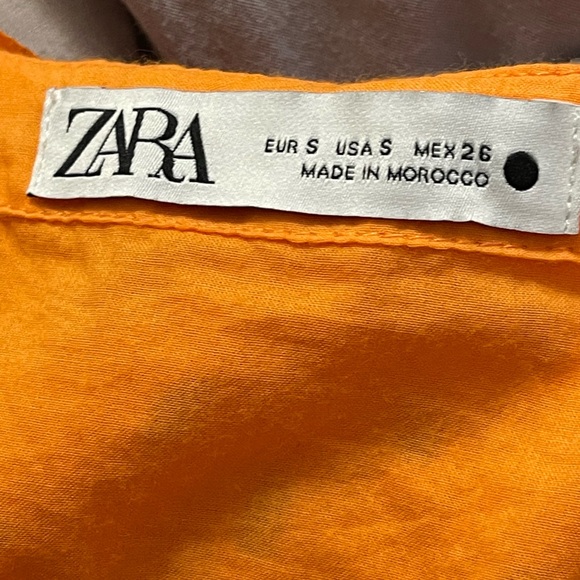 ZARA
EUR S USA S MEX 26
MADE IN MOROCCO